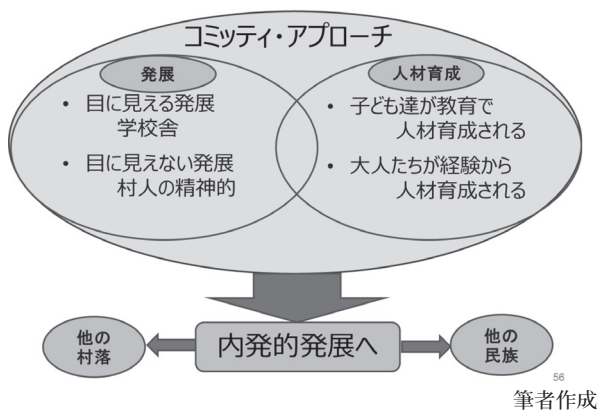 コミッティ・アプローチ
発展
• 目に見える発展
学校舎
• 目に見えない発展
村人の精神的
人材育成
• 子ども達が教育で
人材育成される
• 大人たちが経験から
人材育成される
他の
村落
内発的発展へ
他の
民族
56
筆者作成